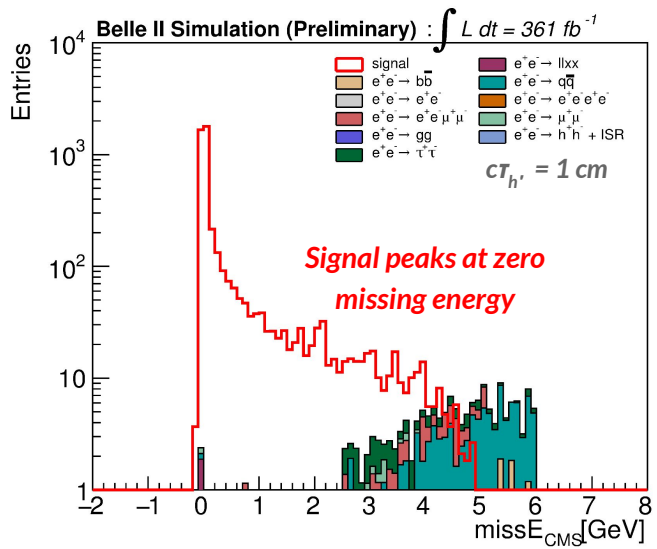 Belle II Simulation (Preliminary) : ∫ L dt = 361 fb⁻¹
Entries
10⁴
10³
10²
10
1
signal
e⁺e⁻→ bb̅
e⁺e⁻→ e⁺e⁻
e⁺e⁻→ e⁺e⁻μ⁺μ⁻
e⁺e⁻→ gg
e⁺e⁻→ τ⁺τ⁻
e⁺e⁻→ llxx
e⁺e⁻→ qq̅
e⁺e⁻→ e⁺e⁻e⁺e⁻
e⁺e⁻→ μ⁺μ⁻
e⁺e⁻→ h⁺h⁻ + ISR
cτ_h′ = 1 cm
Signal peaks at zero
missing energy
−2 −1 0 1 2 3 4 5 6 7 8
missE_CMS[GeV]